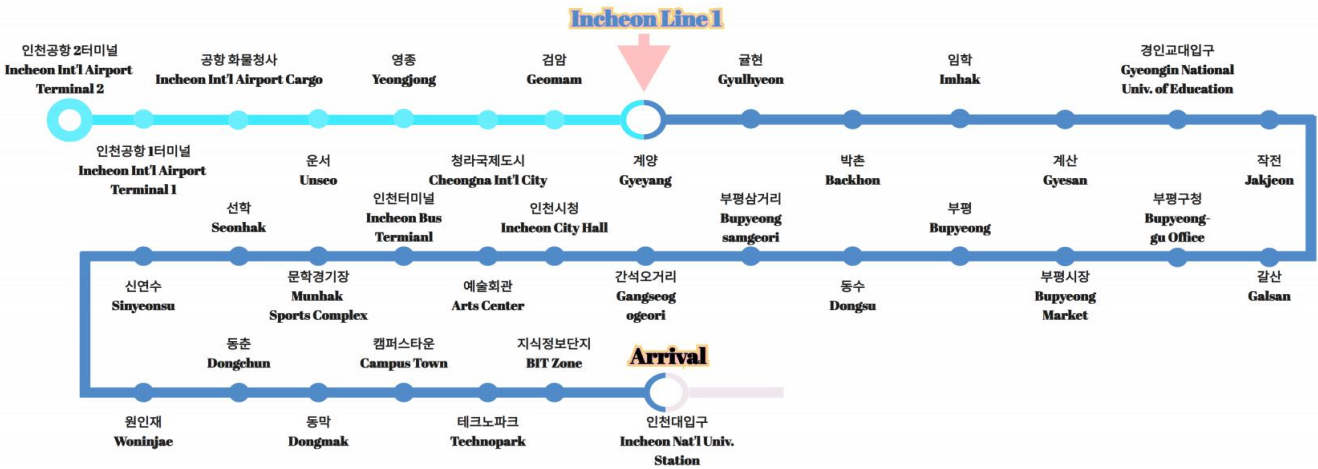 Incheon Line 1
인천공항 2터미널
Incheon Int'l Airport
Terminal 2
공항 화물청사
Incheon Int'l Airport Cargo
영종
Yeongjong
검암
Geomam
귤현
Gyulhyeon
임학
Imhak
경인교대입구
Gyeongin National
Univ. of Education
인천공항 1터미널
Incheon Int'l Airport
Terminal 1
운서
Unseo
청라국제도시
Cheongna Int'l City
계양
Gyeyang
박촌
Backhon
계산
Gyesan
작전
Jakjeon
선학
Seonhak
인천터미널
Incheon Bus
Termianl
인천시청
Incheon City Hall
부평삼거리
Bupyeong
samgeori
부평
Bupyeong
부평구청
Bupyeong-
gu Office
신연수
Sinyeonsu
문학경기장
Munhak
Sports Complex
예술회관
Arts Center
간석오거리
Gangseog
ogeori
동수
Dongsu
부평시장
Bupyeong
Market
갈산
Galsan
동춘
Dongchun
캠퍼스타운
Campus Town
지식정보단지
BIT Zone
Arrival
원인재
Woninjae
동막
Dongmak
테크노파크
Technopark
인천대입구
Incheon Nat'l Univ.
Station